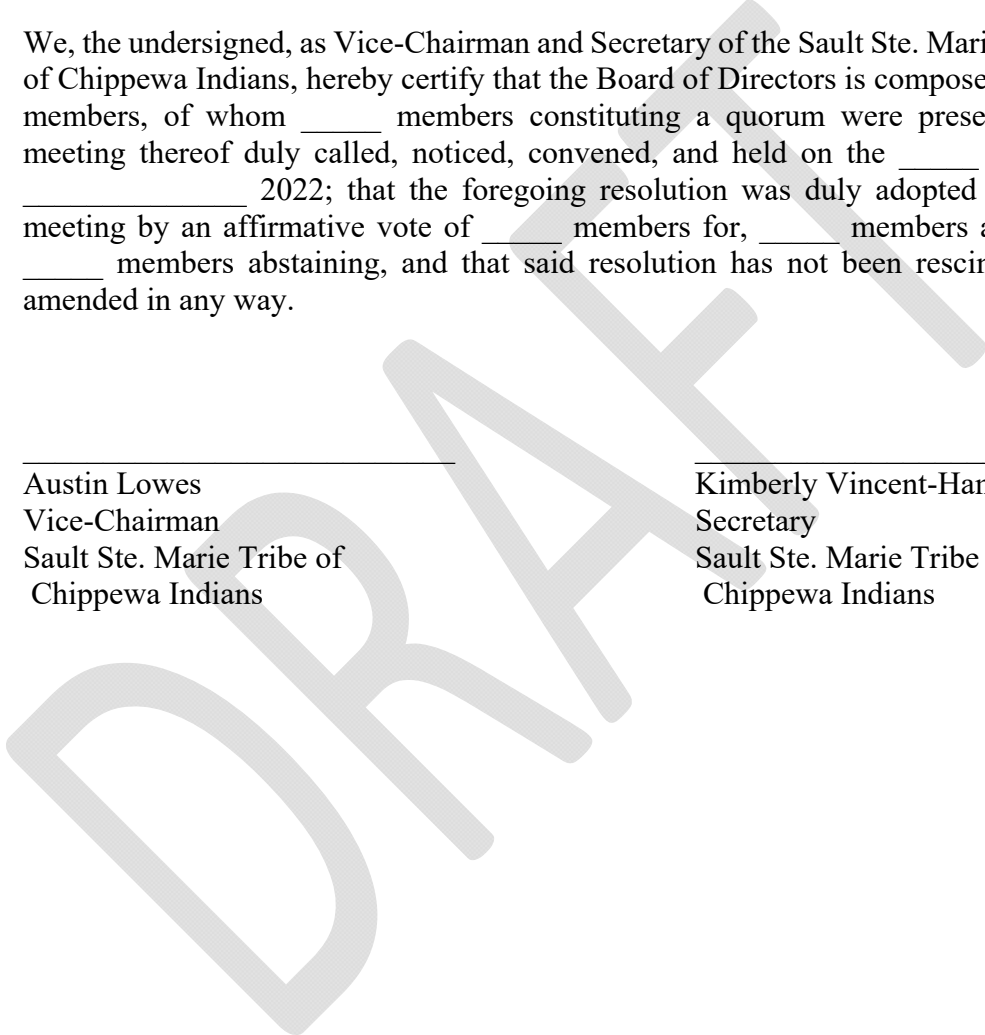 We, the undersigned, as Vice-Chairman and Secretary of the Sault Ste. Mari
of Chippewa Indians, hereby certify that the Board of Directors is compose
members, of whom _____ members constituting a quorum were prese
meeting thereof duly called, noticed, convened, and held on the _____
______________ 2022; that the foregoing resolution was duly adopted
meeting by an affirmative vote of _____ members for, _____ members a
_____ members abstaining, and that said resolution has not been rescin
amended in any way.
Austin Lowes
Vice-Chairman
Sault Ste. Marie Tribe of
Chippewa Indians
Kimberly Vincent-Ham
Secretary
Sault Ste. Marie Tribe
Chippewa Indians
DRAFT